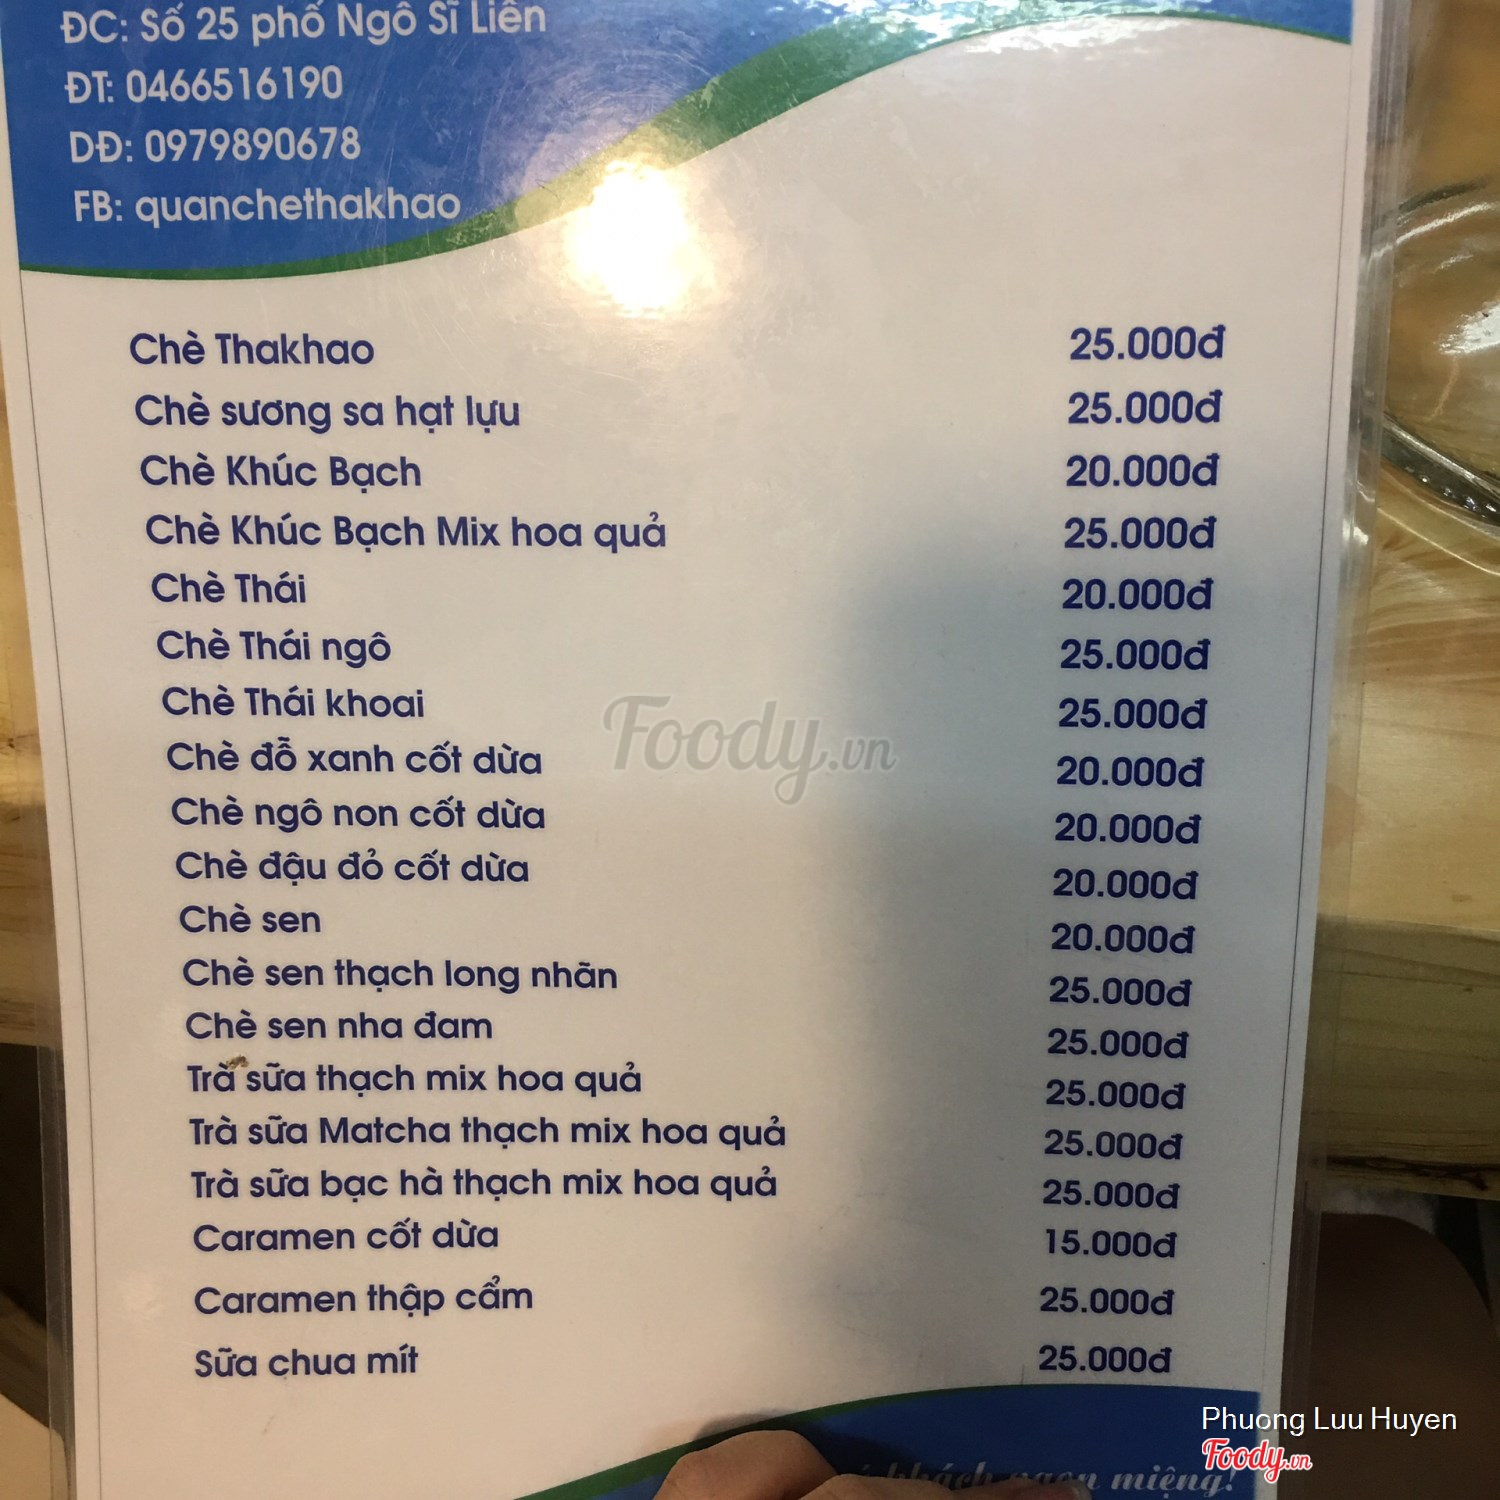 ĐC: Số 25 phố Ngô Sĩ Liên
ĐT: 0466516190
DĐ: 0979890678
FB: quanchethakhao
Chè Thakhao 25.000đ
Chè sương sa hạt lựu 25.000đ
Chè Khúc Bạch 20.000đ
Chè Khúc Bạch Mix hoa quả 25.000đ
Chè Thái 20.000đ
Chè Thái ngô 25.000đ
Chè Thái khoai 25.000đ
Chè đỗ xanh cốt dừa 20.000đ
Chè ngô non cốt dừa 20.000đ
Chè đậu đỏ cốt dừa 20.000đ
Chè sen 20.000đ
Chè sen thạch long nhãn 25.000đ
Chè sen nha đam 25.000đ
Trà sữa thạch mix hoa quả 25.000đ
Trà sữa Matcha thạch mix hoa quả 25.000đ
Trà sữa bạc hà thạch mix hoa quả 25.000đ
Caramen cốt dừa 15.000đ
Caramen thập cẩm 25.000đ
Sữa chua mít 25.000đ
Foody.vn
Phuong Luu Huyen
Foody.vn
khách ngon miệng!